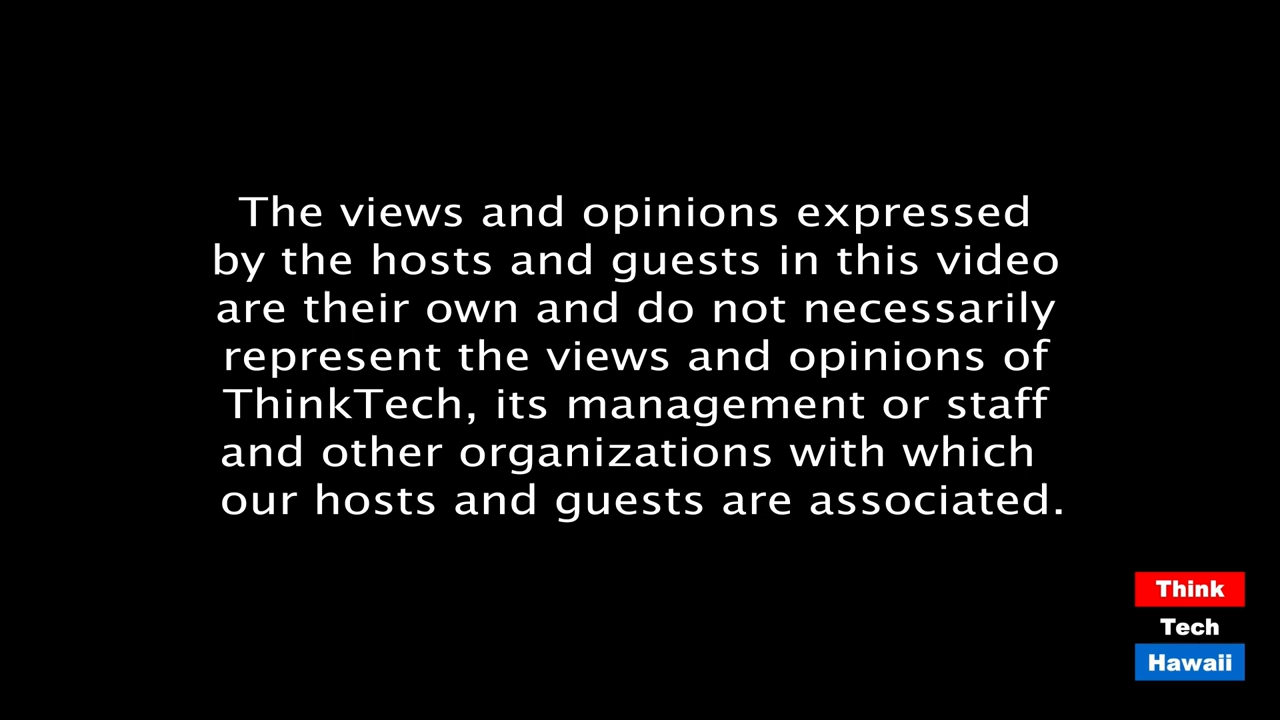 The views and opinions expressed
by the hosts and guests in this video
are their own and do not necessarily
represent the views and opinions of
ThinkTech, its management or staff
and other organizations with which
our hosts and guests are associated.
Think
Tech
Hawaii